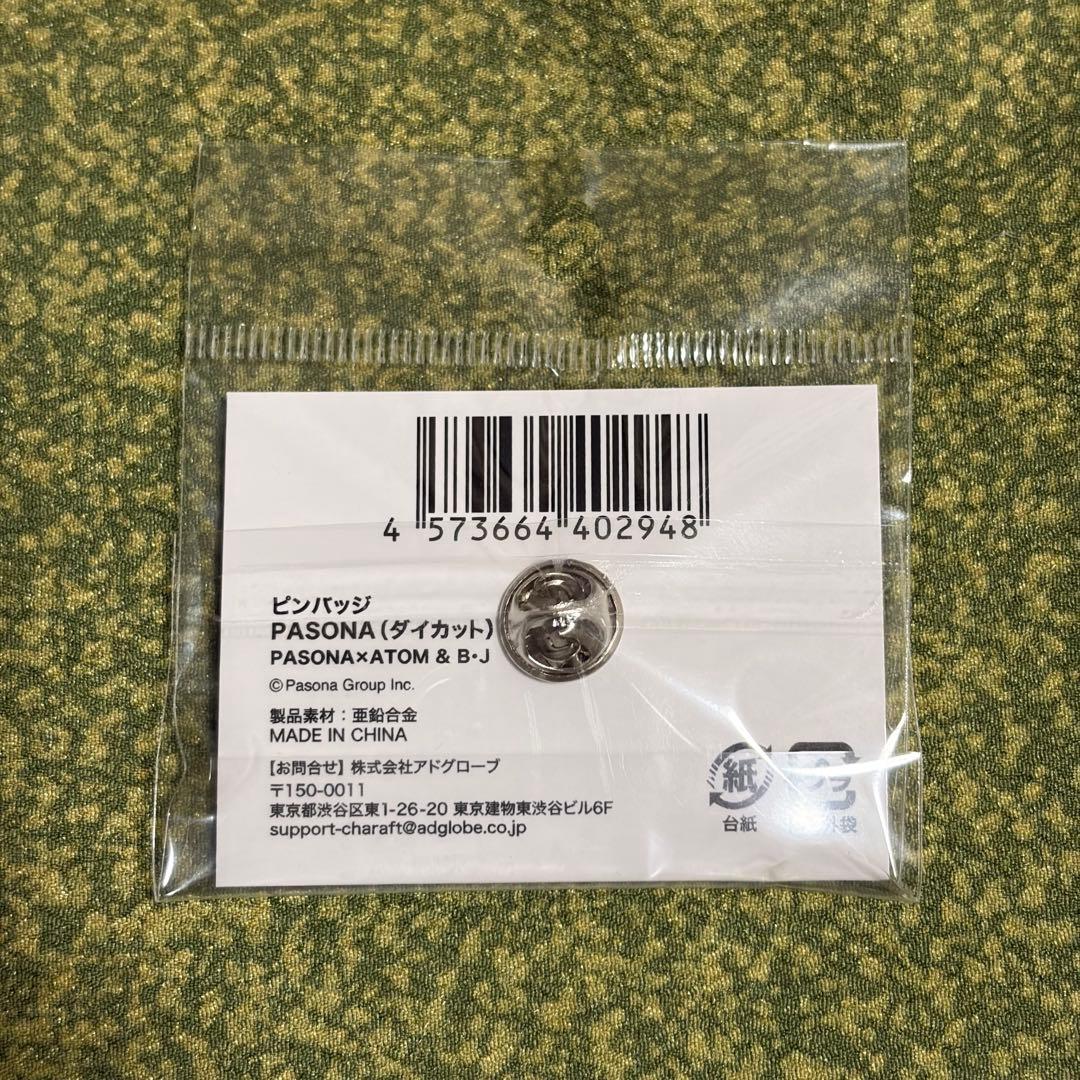 4 573664 402948
ピンバッジ
PASONA(ダイカット)
PASONA×ATOM & B・J
©Pasona Group Inc.
製品素材：亜鉛合金
MADE IN CHINA
【お問合せ】株式会社アドグローブ
〒150-0011
東京都渋谷区東1-26-20 東京建物東渋谷ビル6F
support-charaft@adglobe.co.jp
紙
台紙
外袋